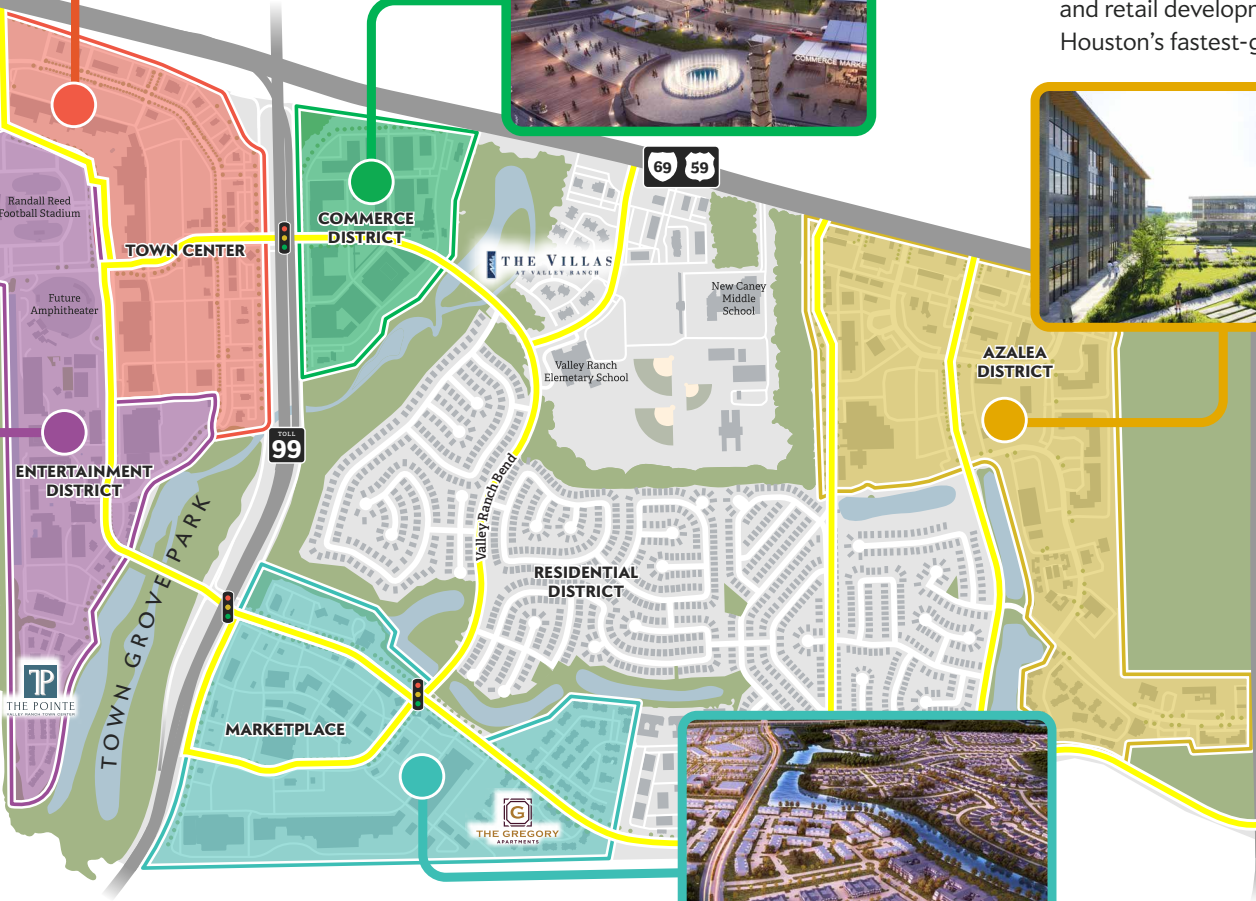 and retail developm
Houston's fastest-g
COMMERCE MARKE
69 59
Randall Reed
Football Stadium
TOWN CENTER
COMMERCE
DISTRICT
THE VILLAS
AT VALLEY RANCH
New Caney
Middle
School
Future
Amphitheater
Valley Ranch
Elemetary School
AZALEA
DISTRICT
TOLL
99
ENTERTAINMENT
DISTRICT
Valley Ranch Bend
TOWN GROVE PARK
RESIDENTIAL
DISTRICT
TP
THE POINTE
VALLEY RANCH TOWN CENTER
MARKETPLACE
G
THE GREGORY
APARTMENTS